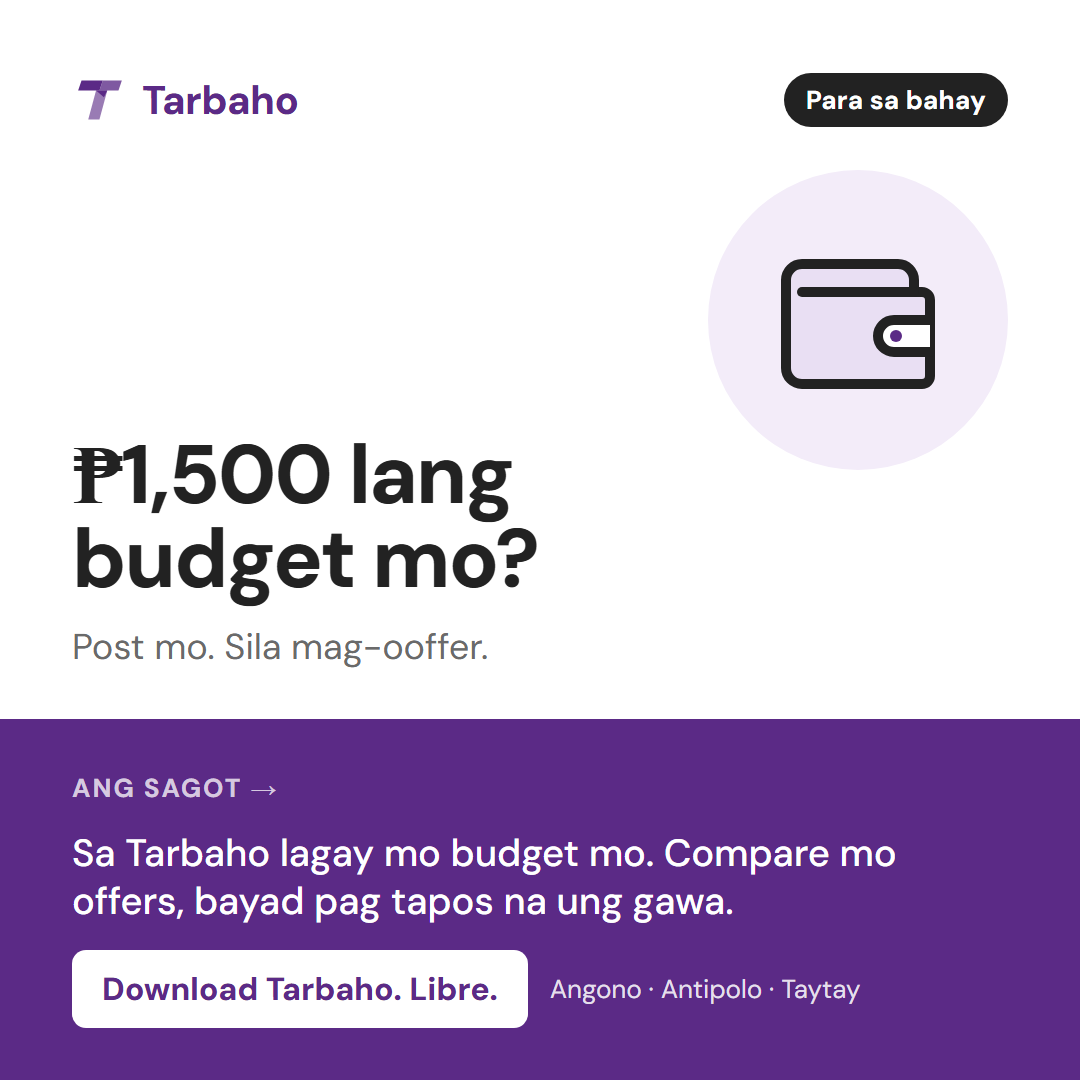 Tarbaho
Para sa bahay
₱1,500 lang
budget mo?
Post mo. Sila mag-ooffer.
ANG SAGOT →
Sa Tarbaho lagay mo budget mo. Compare mo
offers, bayad pag tapos na ung gawa.
Download Tarbaho. Libre.
Angono · Antipolo · Taytay